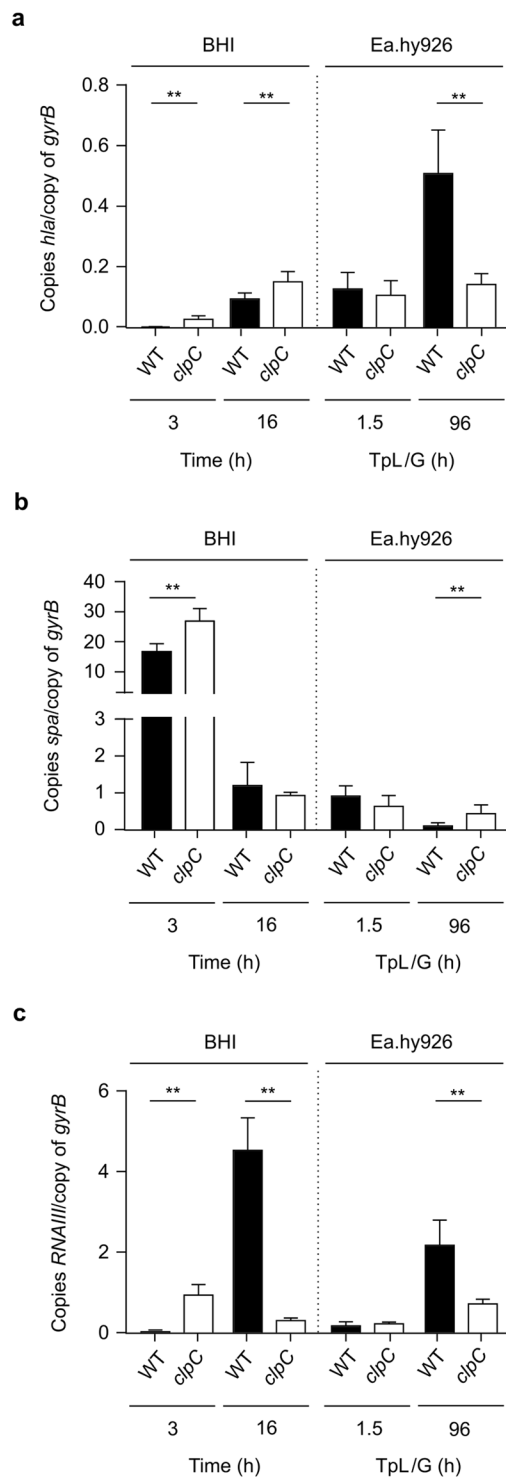 a
BHI Ea.hy926
** ** **
Copies hla/copy of gyrB
0.8
0.6
0.4
0.2
0.0
WT clpC WT clpC WT clpC WT clpC
3 16 1.5 96
Time (h) TpL/G (h)
b
BHI Ea.hy926
** **
Copies spa/copy of gyrB
40
30
20
10
3
2
1
0
WT clpC WT clpC WT clpC WT clpC
3 16 1.5 96
Time (h) TpL/G (h)
c
BHI Ea.hy926
** ** **
Copies RNAIII/copy of gyrB
6
4
2
0
WT clpC WT clpC WT clpC WT clpC
3 16 1.5 96
Time (h) TpL/G (h)